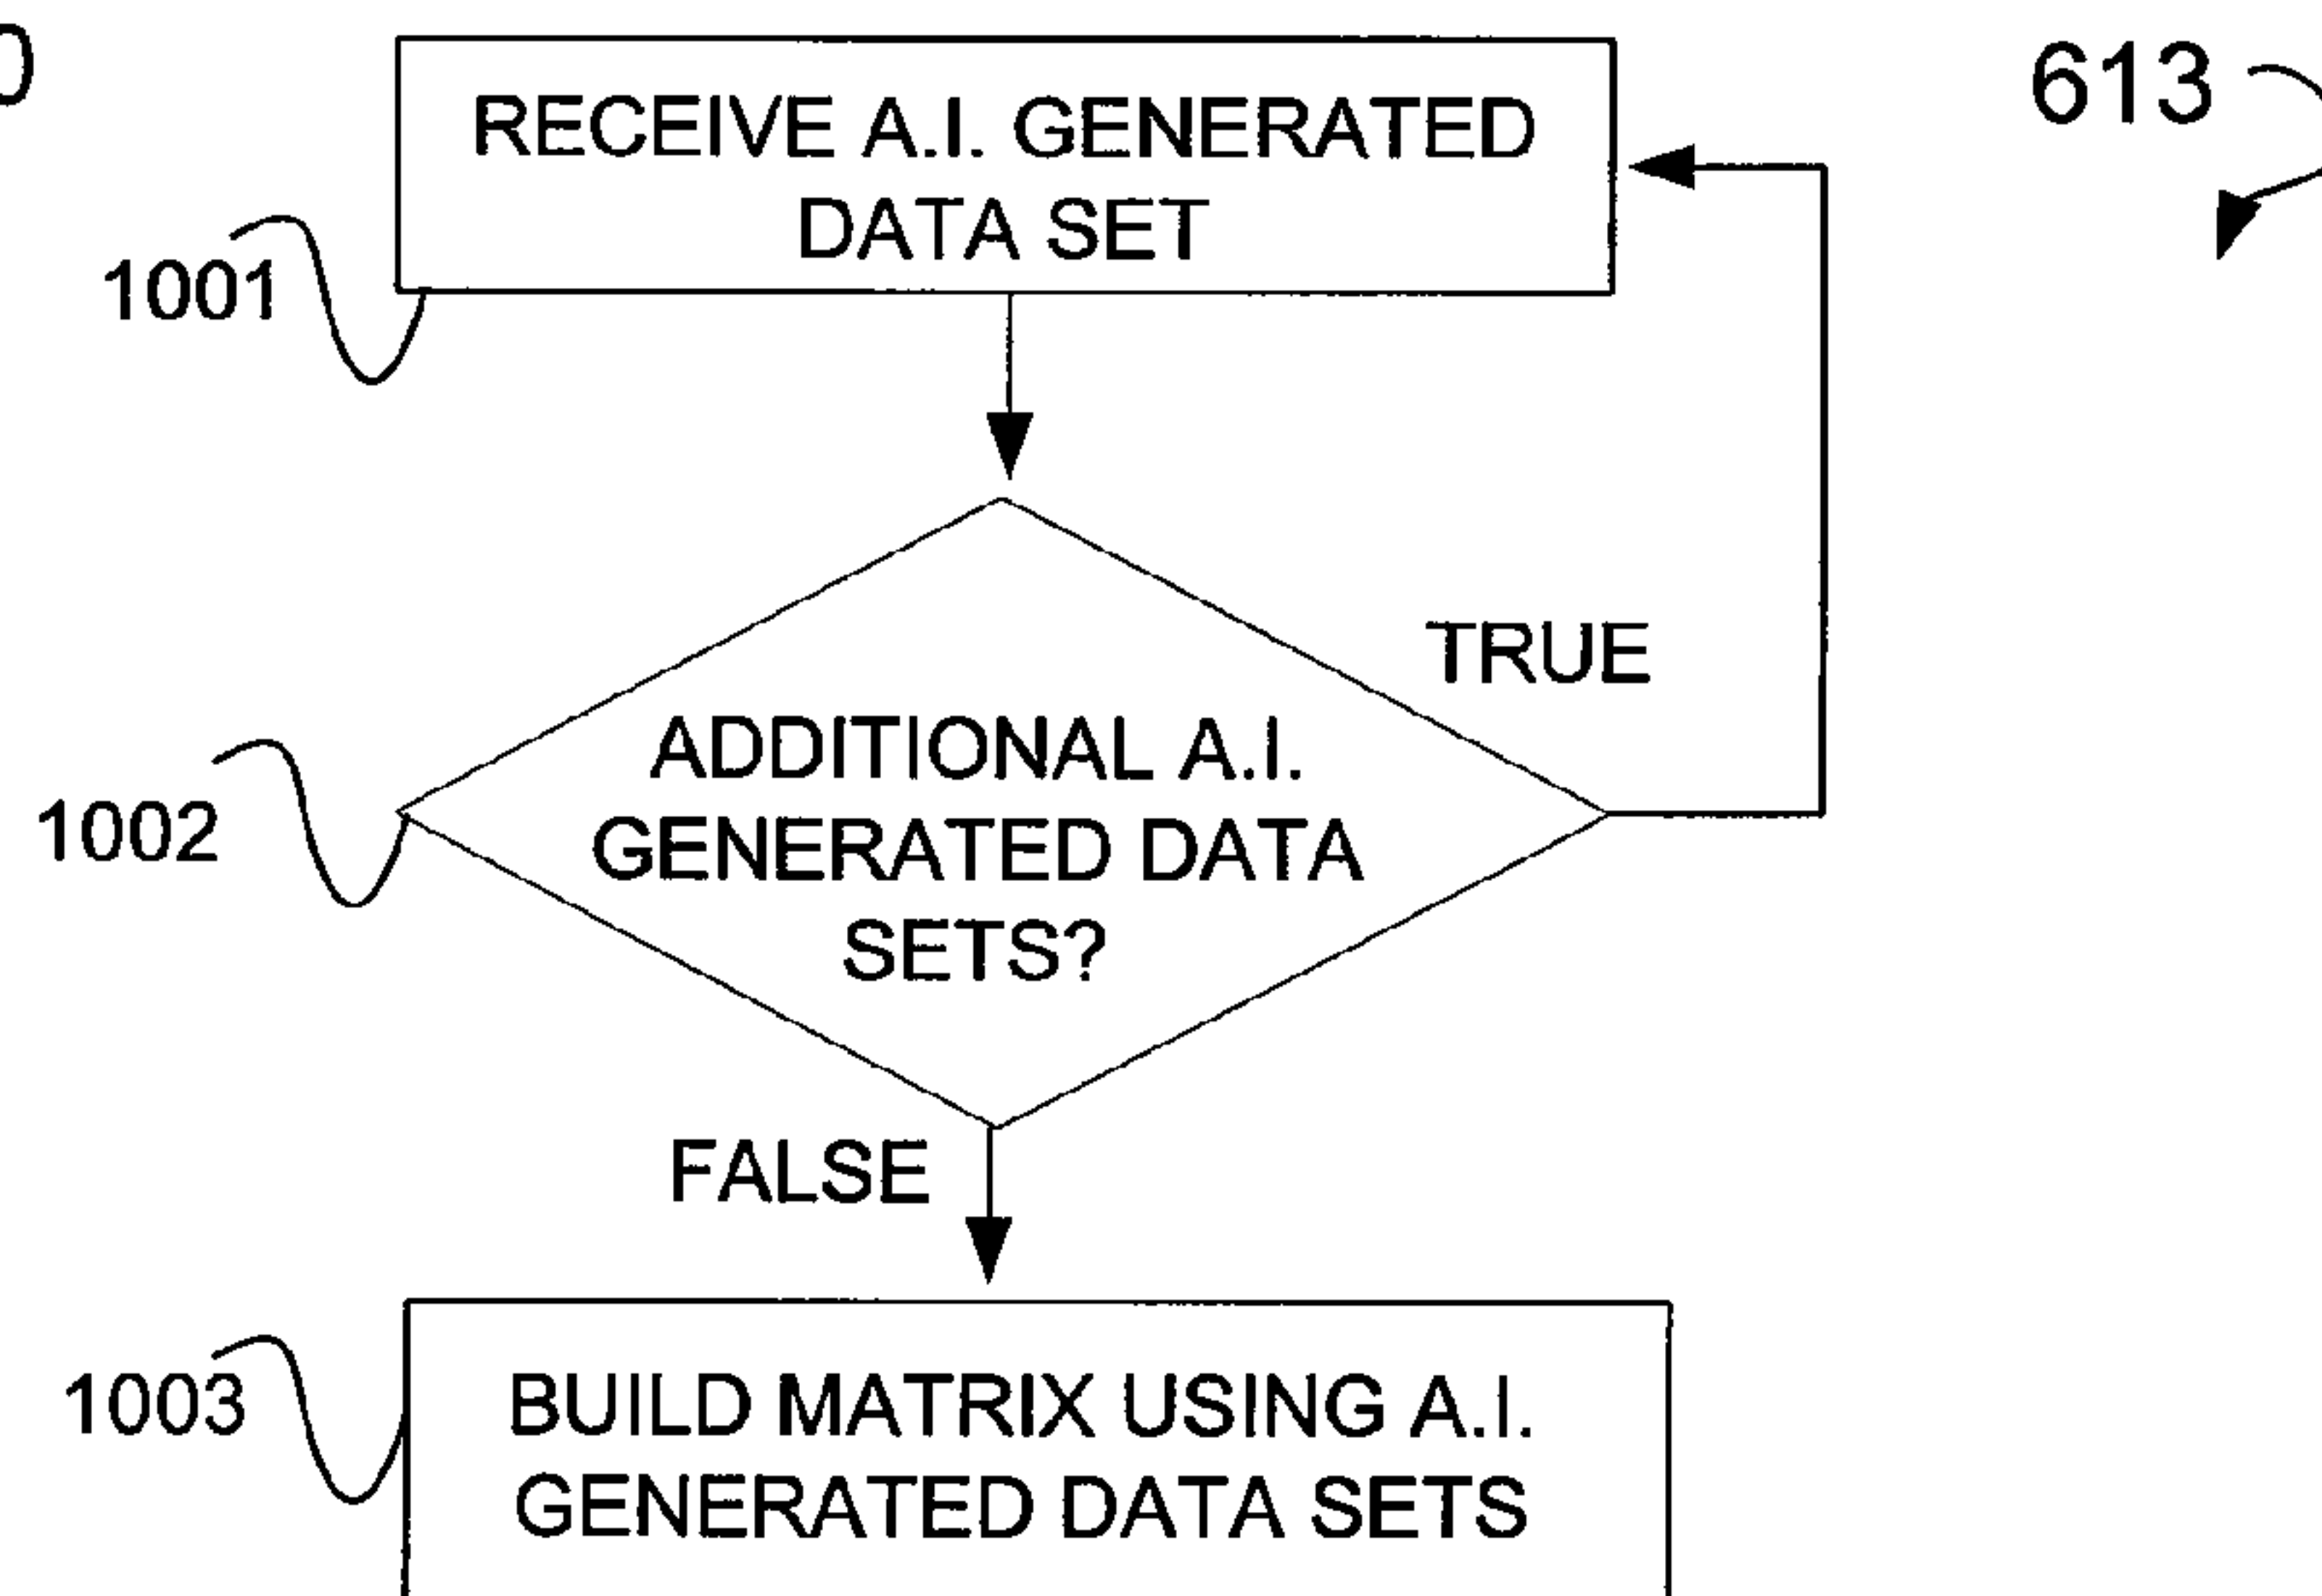 RECEIVE A.I. GENERATED
DATA SET
613
1001
TRUE
ADDITIONAL A.I.
GENERATED DATA
SETS?
1002
FALSE
1003
BUILD MATRIX USING A.I.
GENERATED DATA SETS